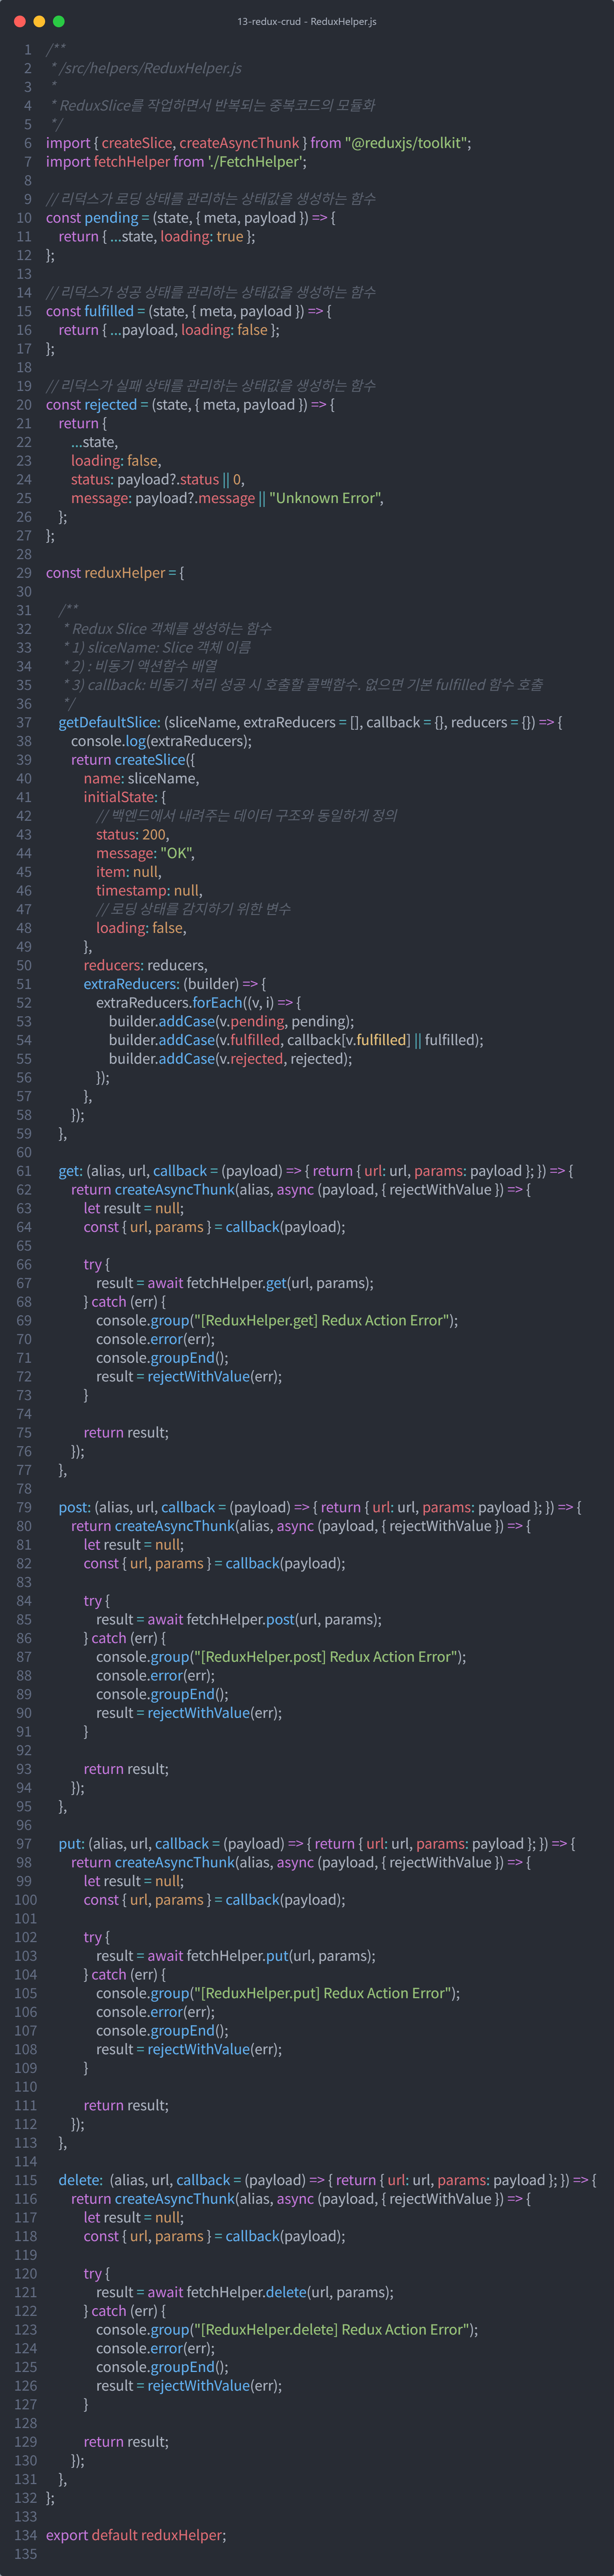 13-redux-crud - ReduxHelper.js
1 /**
2  * /src/helpers/ReduxHelper.js
3  *
4  * ReduxSlice를 작업하면서 반복되는 중복코드의 모듈화
5  */
6 import { createSlice, createAsyncThunk } from "@reduxjs/toolkit";
7 import fetchHelper from './FetchHelper';
8
9 // 리덕스가 로딩 상태를 관리하는 상태값을 생성하는 함수
10 const pending = (state, { meta, payload }) => {
11     return { ...state, loading: true };
12 };
13
14 // 리덕스가 성공 상태를 관리하는 상태값을 생성하는 함수
15 const fulfilled = (state, { meta, payload }) => {
16     return { ...payload, loading: false };
17 };
18
19 // 리덕스가 실패 상태를 관리하는 상태값을 생성하는 함수
20 const rejected = (state, { meta, payload }) => {
21     return {
22         ...state,
23         loading: false,
24         status: payload?.status || 0,
25         message: payload?.message || "Unknown Error",
26     };
27 };
28
29 const reduxHelper = {
30
31     /**
32      * Redux Slice 객체를 생성하는 함수
33      * 1) sliceName: Slice 객체 이름
34      * 2) : 비동기 액션함수 배열
35      * 3) callback: 비동기 처리 성공 시 호출할 콜백함수. 없으면 기본 fulfilled 함수 호출
36      */
37     getDefaultSlice: (sliceName, extraReducers = [], callback = {}, reducers = {}) => {
38         console.log(extraReducers);
39         return createSlice({
40             name: sliceName,
41             initialState: {
42                 // 백엔드에서 내려주는 데이터 구조와 동일하게 정의
43                 status: 200,
44                 message: "OK",
45                 item: null,
46                 timestamp: null,
47                 // 로딩 상태를 감지하기 위한 변수
48                 loading: false,
49             },
50             reducers: reducers,
51             extraReducers: (builder) => {
52                 extraReducers.forEach((v, i) => {
53                     builder.addCase(v.pending, pending);
54                     builder.addCase(v.fulfilled, callback[v.fulfilled] || fulfilled);
55                     builder.addCase(v.rejected, rejected);
56                 });
57             },
58         });
59     },
60
61     get: (alias, url, callback = (payload) => { return { url: url, params: payload }; }) => {
62         return createAsyncThunk(alias, async (payload, { rejectWithValue }) => {
63             let result = null;
64             const { url, params } = callback(payload);
65
66             try {
67                 result = await fetchHelper.get(url, params);
68             } catch (err) {
69                 console.group("[ReduxHelper.get] Redux Action Error");
70                 console.error(err);
71                 console.groupEnd();
72                 result = rejectWithValue(err);
73             }
74
75             return result;
76         });
77     },
78
79     post: (alias, url, callback = (payload) => { return { url: url, params: payload }; }) => {
80         return createAsyncThunk(alias, async (payload, { rejectWithValue }) => {
81             let result = null;
82             const { url, params } = callback(payload);
83
84             try {
85                 result = await fetchHelper.post(url, params);
86             } catch (err) {
87                 console.group("[ReduxHelper.post] Redux Action Error");
88                 console.error(err);
89                 console.groupEnd();
90                 result = rejectWithValue(err);
91             }
92
93             return result;
94         });
95     },
96
97     put: (alias, url, callback = (payload) => { return { url: url, params: payload }; }) => {
98         return createAsyncThunk(alias, async (payload, { rejectWithValue }) => {
99             let result = null;
100             const { url, params } = callback(payload);
101
102             try {
103                 result = await fetchHelper.put(url, params);
104             } catch (err) {
105                 console.group("[ReduxHelper.put] Redux Action Error");
106                 console.error(err);
107                 console.groupEnd();
108                 result = rejectWithValue(err);
109             }
110
111             return result;
112         });
113     },
114
115     delete:  (alias, url, callback = (payload) => { return { url: url, params: payload }; }) => {
116         return createAsyncThunk(alias, async (payload, { rejectWithValue }) => {
117             let result = null;
118             const { url, params } = callback(payload);
119
120             try {
121                 result = await fetchHelper.delete(url, params);
122             } catch (err) {
123                 console.group("[ReduxHelper.delete] Redux Action Error");
124                 console.error(err);
125                 console.groupEnd();
126                 result = rejectWithValue(err);
127             }
128
129             return result;
130         });
131     },
132 };
133
134 export default reduxHelper;
135